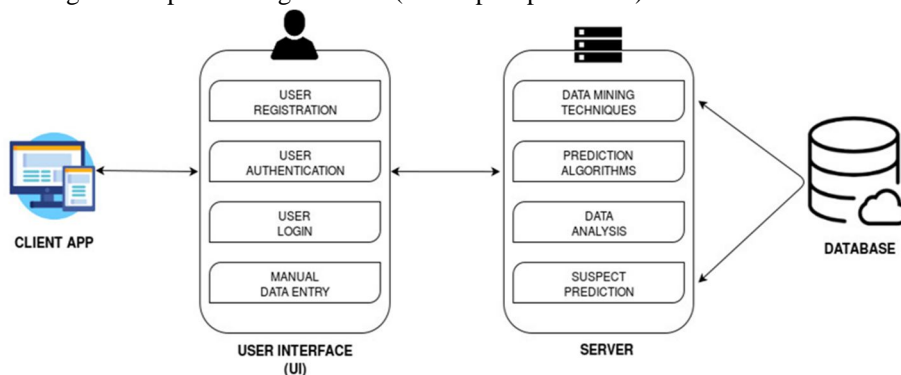 USER
REGISTRATION
USER
AUTHENTICATION
USER
LOGIN
MANUAL
DATA ENTRY
USER INTERFACE
(UI)
CLIENT APP
DATA MINING
TECHNIQUES
PREDICTION
ALGORITHMS
DATA
ANALYSIS
SUSPECT
PREDICTION
SERVER
DATABASE